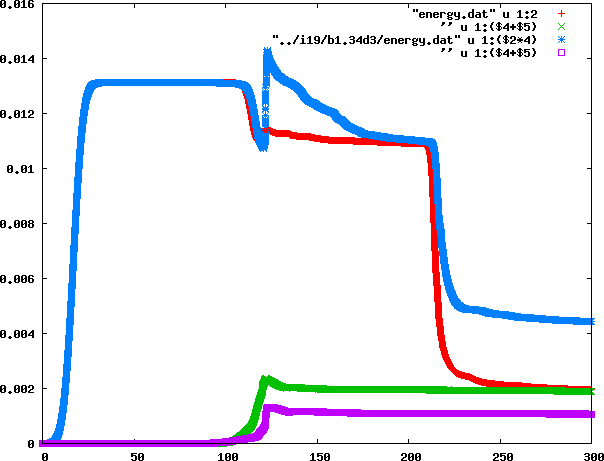 0.016
"energy.dat" u 1:2
'' u 1:($4+$5)
"../i19/b1.34d3/energy.dat" u 1:($2*4)
'' u 1:($4+$5)
0.014
0.012
0.01
0.008
0.006
0.004
0.002
0
0 50 100 150 200 250 300